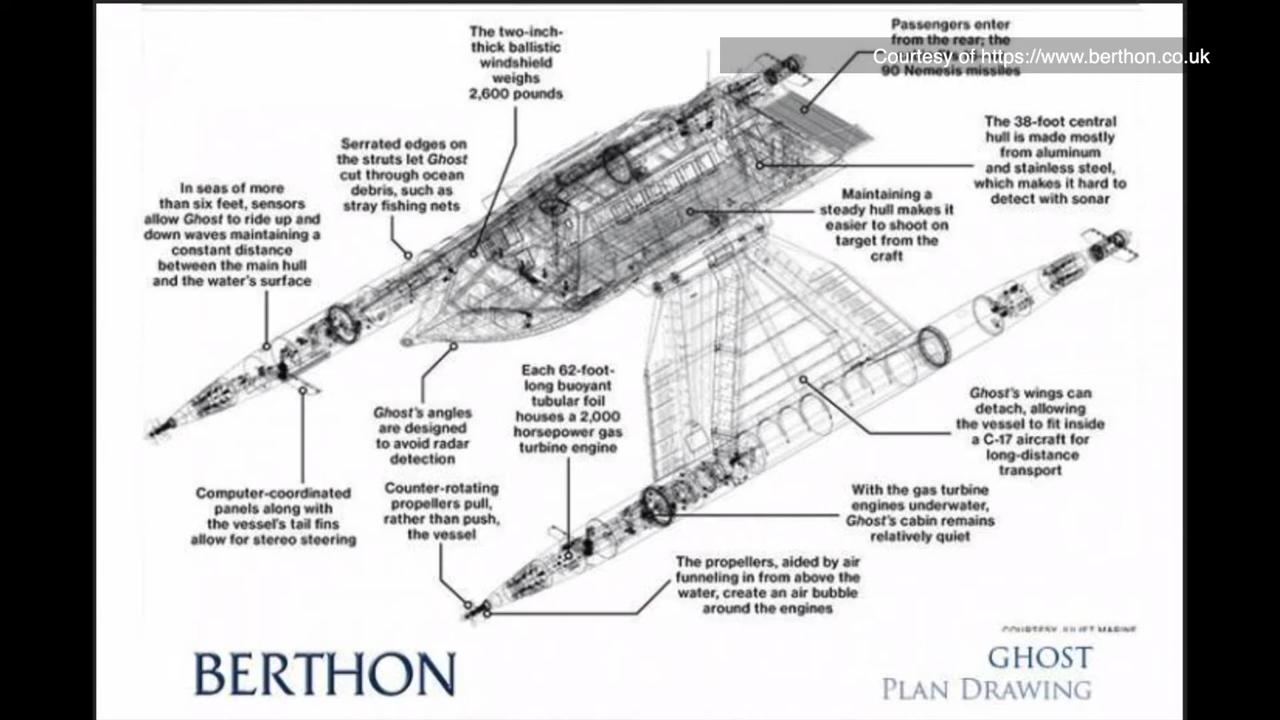 The two-inch-
thick ballistic
windshield
weighs
2,600 pounds
Passengers enter
from the rear; the
Courtesy of https://www.berthon.co.uk
90 Nemesis missiles
Serrated edges on
the struts let Ghost
cut through ocean
debris, such as
stray fishing nets
The 38-foot central
hull is made mostly
from aluminum
and stainless steel,
which makes it hard to
detect with sonar
In seas of more
than six feet, sensors
allow Ghost to ride up and
down waves maintaining a
constant distance
between the main hull
and the water's surface
Maintaining a
steady hull makes it
easier to shoot on
target from the
craft
Ghost's angles
are designed
to avoid radar
detection
Each 62-foot-
long buoyant
tubular foil
houses a 2,000
horsepower gas
turbine engine
Ghost's wings can
detach, allowing
the vessel to fit inside
a C-17 aircraft for
long-distance
transport
Computer-coordinated
panels along with
the vessel's tail fins
allow for stereo steering
Counter-rotating
propellers pull,
rather than push,
the vessel
With the gas turbine
engines underwater,
Ghost's cabin remains
relatively quiet
The propellers, aided by air
funneling in from above the
water, create an air bubble
around the engines
COURTESY JULIET MARINE
BERTHON
GHOST
PLAN DRAWING